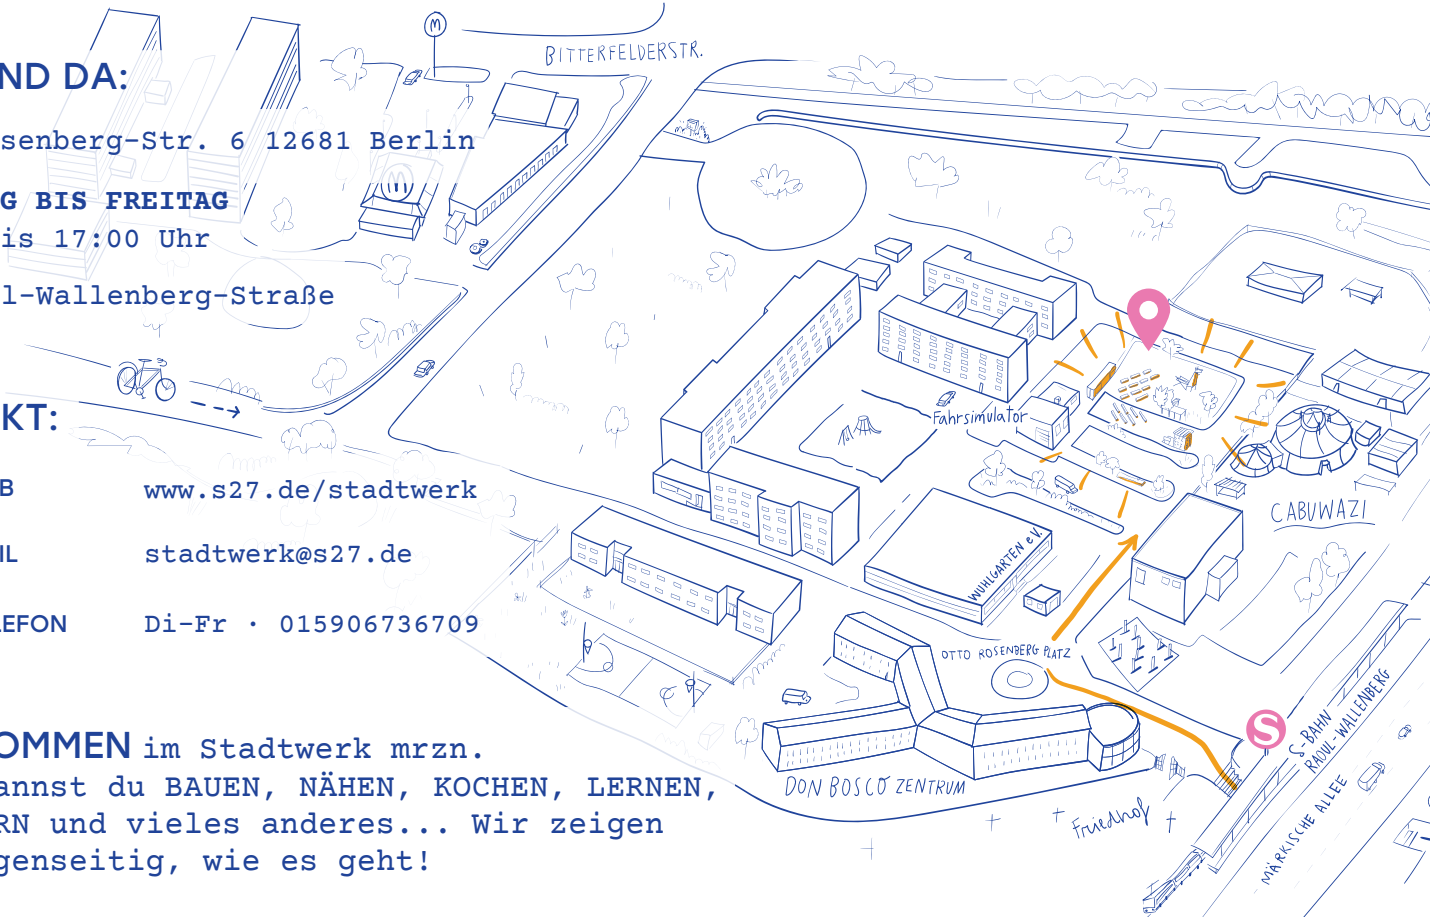 ND DA:
senberg-Str. 6 12681 Berlin
G BIS FREITAG
is 17:00 Uhr
l-Wallenberg-Straße
KT:
B www.s27.de/stadtwerk
IL stadtwerk@s27.de
LEFON Di-Fr · 015906736709
OMMEN im Stadtwerk mrzn.
annst du BAUEN, NÄHEN, KOCHEN, LERNEN,
RN und vieles anderes... Wir zeigen
genseitig, wie es geht!
M
BITTERFELDERSTR.
M
Fahrsimulator
CABUWAZI
WUHLGARTEN e.V.
OTTO ROSENBERG PLATZ
S
S-BAHN
RAOUL-WALLENBERG
DON BOSCO ZENTRUM
Friedhof
MÄRKISCHE ALLEE